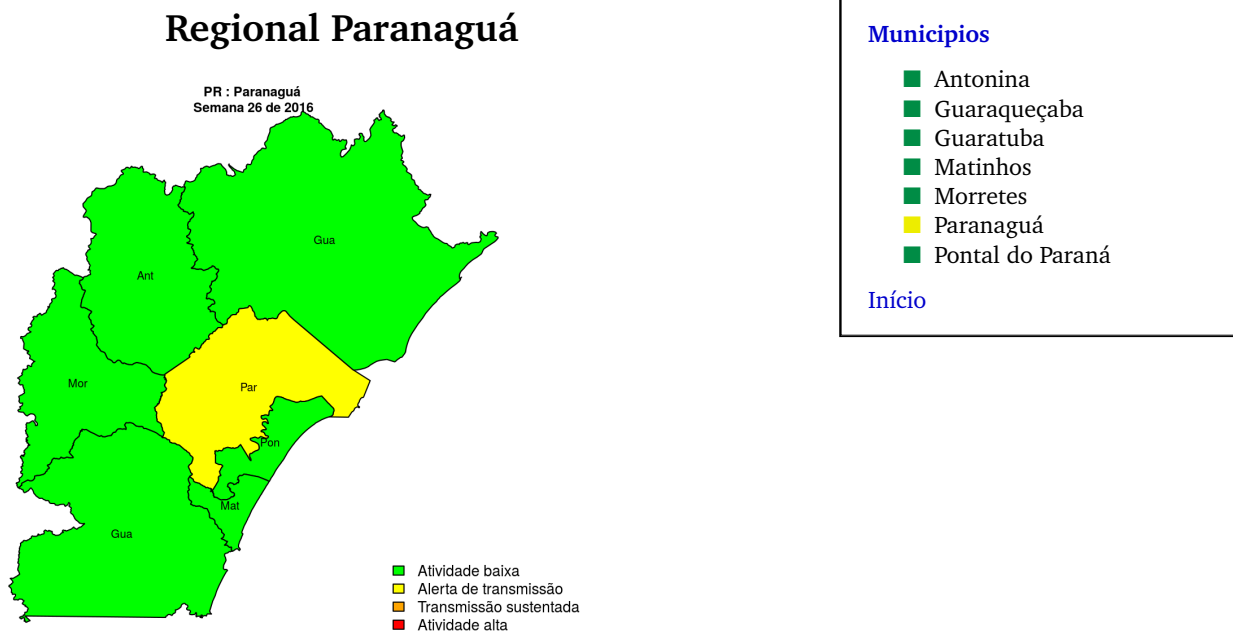 Regional Paranaguá
PR : Paranaguá
Semana 26 de 2016
Gua
Ant
Mor
Par
Pon
Mat
Gua
Atividade baixa
Alerta de transmissão
Transmissão sustentada
Atividade alta
Municipios
Antonina
Guaraqueçaba
Guaratuba
Matinhos
Morretes
Paranaguá
Pontal do Paraná
Início